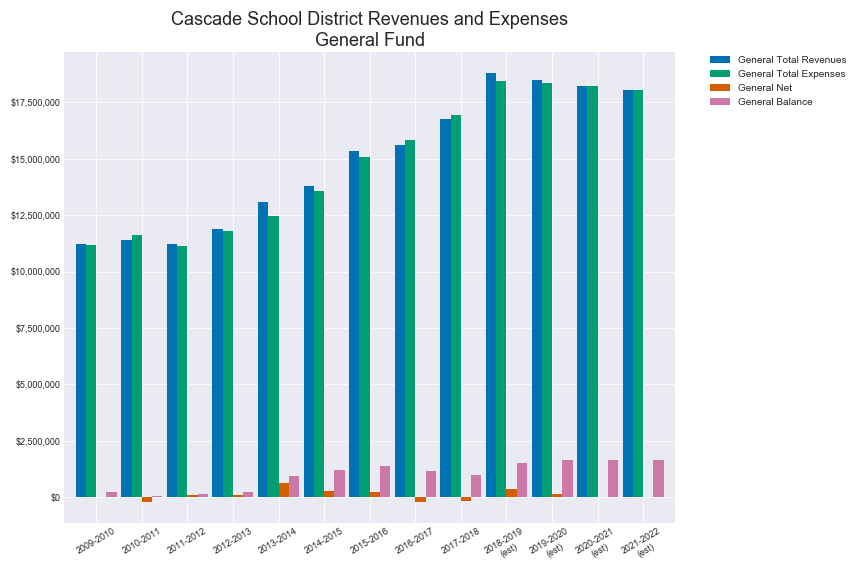 Cascade School District Revenues and Expenses
General Fund
General Total Revenues
General Total Expenses
General Net
General Balance
$17,500,000
$15,000,000
$12,500,000
$10,000,000
$7,500,000
$5,000,000
$2,500,000
$0
2009-2010
2010-2011
2011-2012
2012-2013
2013-2014
2014-2015
2015-2016
2016-2017
2017-2018
2018-2019
(est)
2019-2020
(est)
2020-2021
(est)
2021-2022
(est)